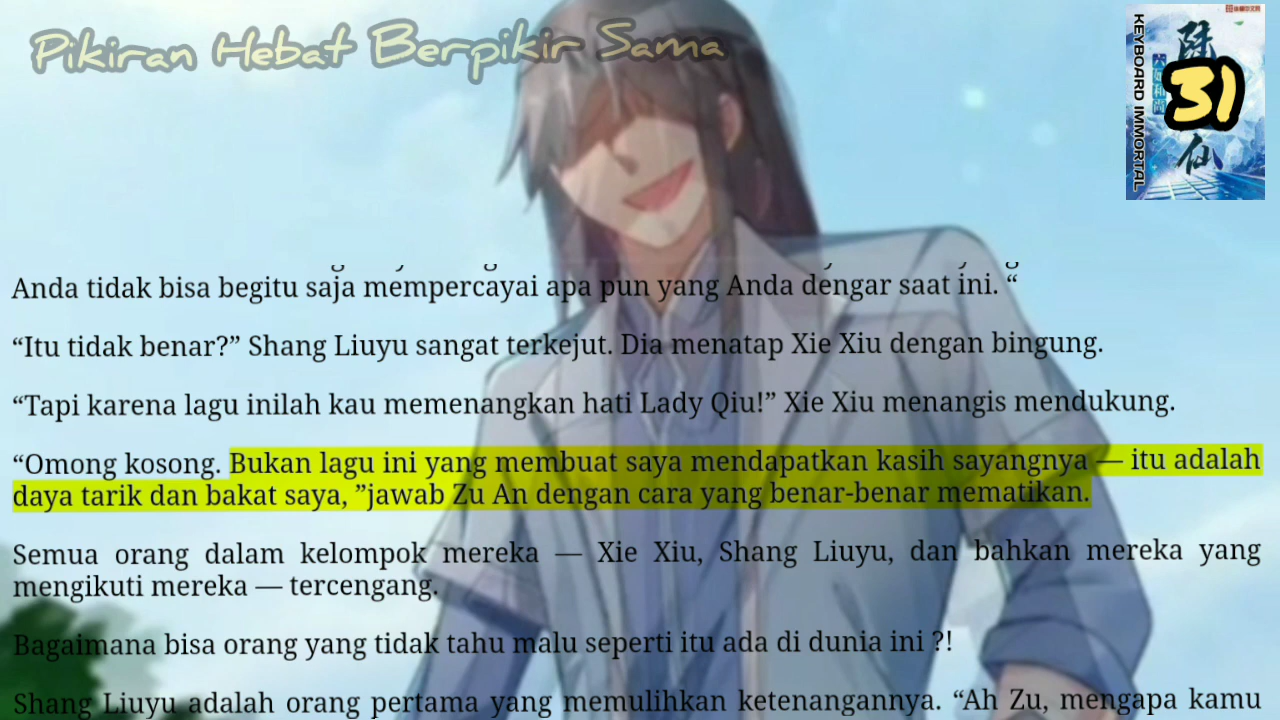 Pikiran Hebat Berpikir Sama
KEYBOARD IMMORTAL
31
仙
Anda tidak bisa begitu saja mempercayai apa pun yang Anda dengar saat ini. “
“Itu tidak benar?” Shang Liuyu sangat terkejut. Dia menatap Xie Xiu dengan bingung.
“Tapi karena lagu inilah kau memenangkan hati Lady Qiu!” Xie Xiu menangis mendukung.
“Omong kosong. Bukan lagu ini yang membuat saya mendapatkan kasih sayangnya — itu adalah
daya tarik dan bakat saya, ”jawab Zu An dengan cara yang benar-benar mematikan.
Semua orang dalam kelompok mereka — Xie Xiu, Shang Liuyu, dan bahkan mereka yang
mengikuti mereka — tercengang.
Bagaimana bisa orang yang tidak tahu malu seperti itu ada di dunia ini ?!
Shang Liuyu adalah orang pertama yang memulihkan ketenangannya. “Ah Zu, mengapa kamu